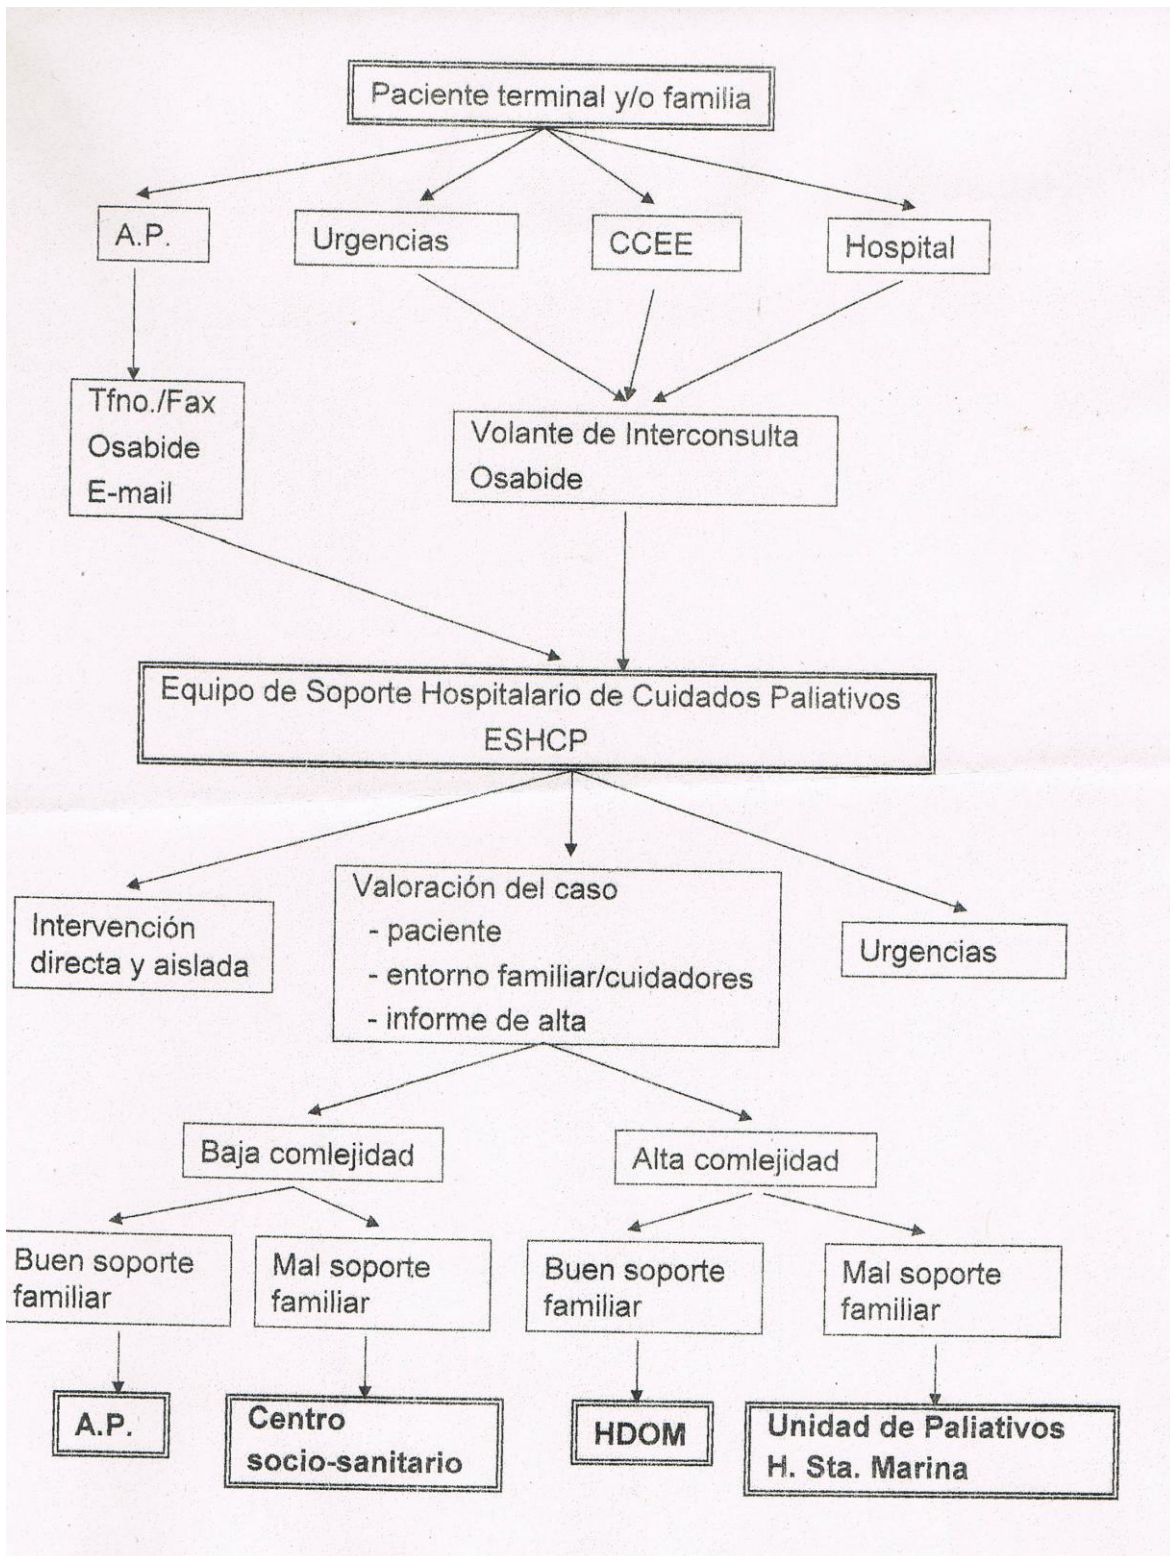 Paciente terminal y/o familia
A.P.
Urgencias
CCEE
Hospital
Tfno./Fax
Osabide
E-mail
Volante de Interconsulta
Osabide
Equipo de Soporte Hospitalario de Cuidados Paliativos
ESHCP
Intervención
directa y aislada
Valoración del caso
- paciente
- entorno familiar/cuidadores
- informe de alta
Urgencias
Baja comlejidad
Alta comlejidad
Buen soporte
familiar
Mal soporte
familiar
Buen soporte
familiar
Mal soporte
familiar
A.P.
Centro
socio-sanitario
HDOM
Unidad de Paliativos
H. Sta. Marina